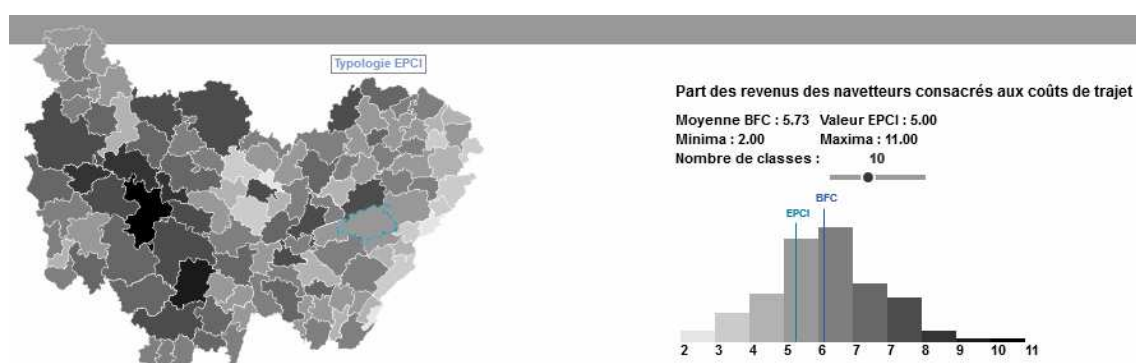 Typologie EPCI
Part des revenus des navetteurs consacrés aux coûts de trajet
Moyenne BFC : 5.73 Valeur EPCI : 5.00
Minima : 2.00 Maxima : 11.00
Nombre de classes : 10
BFC
EPCI
2 3 4 5 6 7 7 8 9 10 11